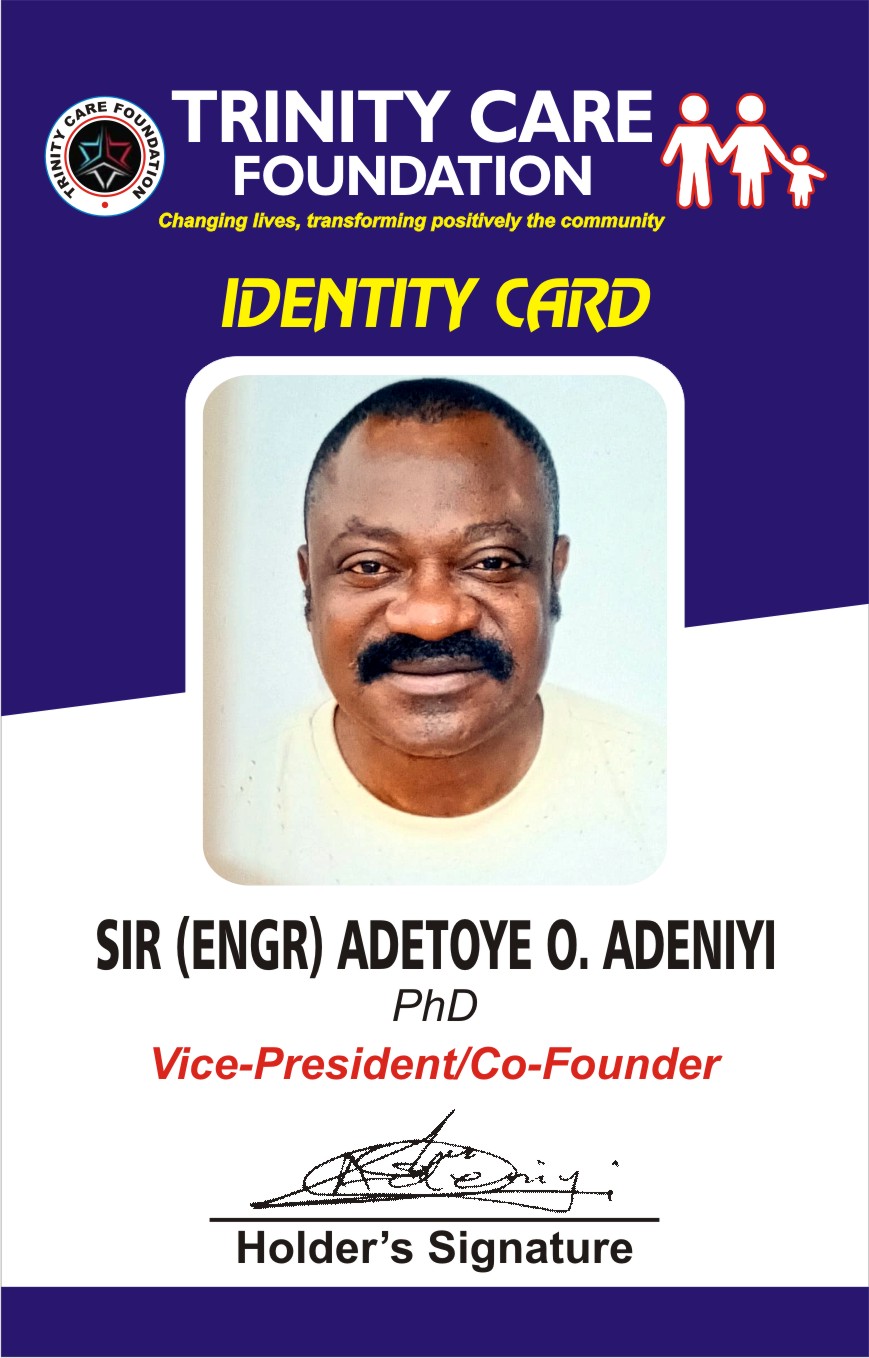 TRINITY CARE FOUNDATION
TRINITY CARE
FOUNDATION
Changing lives, transforming positively the community
IDENTITY CARD
SIR (ENGR) ADETOYE O. ADENIYI
PhD
Vice-President/Co-Founder
Adeniyi
Holder’s Signature